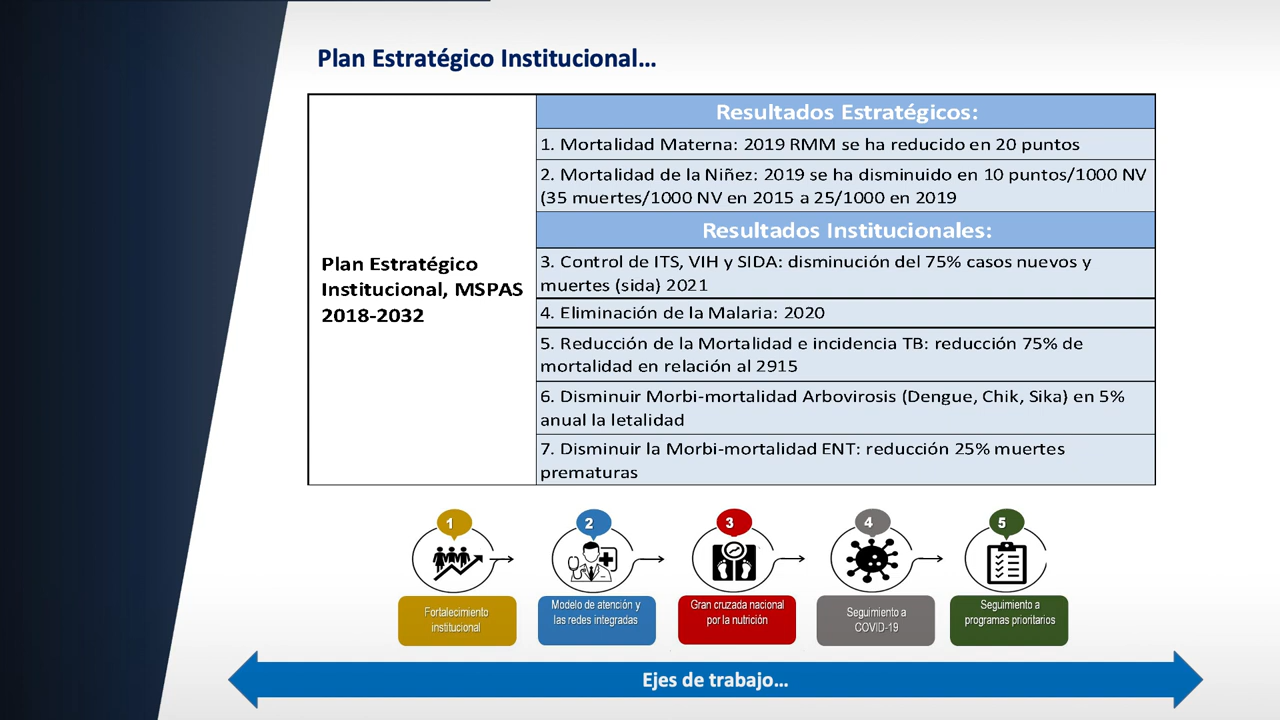 Plan Estratégico Institucional...
Plan Estratégico
Institucional, MSPAS
2018-2032
Resultados Estratégicos:
1. Mortalidad Materna: 2019 RMM se ha reducido en 20 puntos
2. Mortalidad de la Niñez: 2019 se ha disminuido en 10 puntos/1000 NV
(35 muertes/1000 NV en 2015 a 25/1000 en 2019
Resultados Institucionales:
3. Control de ITS, VIH y SIDA: disminución del 75% casos nuevos y
muertes (sida) 2021
4. Eliminación de la Malaria: 2020
5. Reducción de la Mortalidad e incidencia TB: reducción 75% de
mortalidad en relación al 2915
6. Disminuir Morbi-mortalidad Arbovirosis (Dengue, Chik, Sika) en 5%
anual la letalidad
7. Disminuir la Morbi-mortalidad ENT: reducción 25% muertes
prematuras
1
Fortalecimiento
institucional
2
Modelo de atención y
las redes integradas
3
Gran cruzada nacional
por la nutrición
4
Seguimiento a
COVID-19
5
Seguimiento a
programas prioritarios
Ejes de trabajo...